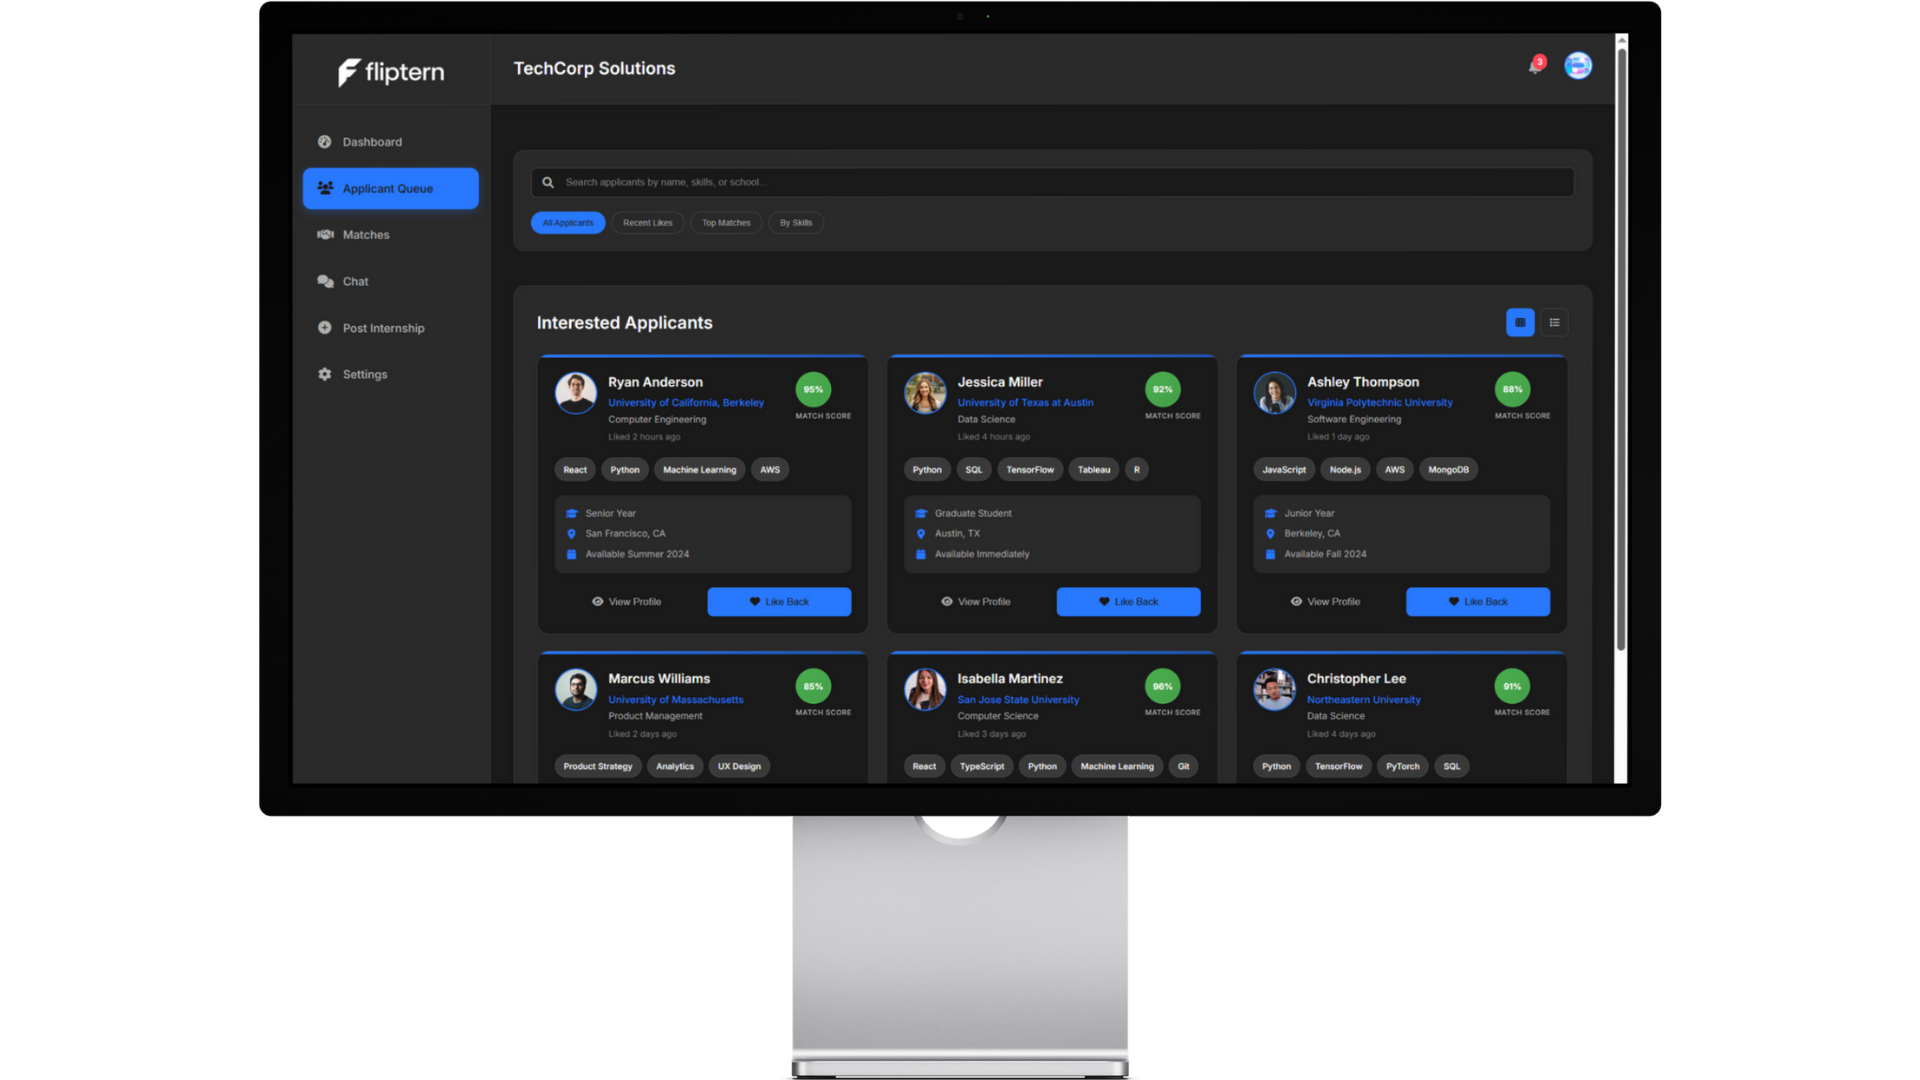 fliptern
TechCorp Solutions
3
Dashboard
Applicant Queue
Matches
Chat
Post Internship
Settings
Search applicants by name, skills, or school...
All Applicants Recent Likes Top Matches By Skills
Interested Applicants
Ryan Anderson
University of California, Berkeley
Computer Engineering
Liked 2 hours ago
95%
MATCH SCORE
React Python Machine Learning AWS
Senior Year
San Francisco, CA
Available Summer 2024
View Profile Like Back
Jessica Miller
University of Texas at Austin
Data Science
Liked 4 hours ago
92%
MATCH SCORE
Python SQL TensorFlow Tableau R
Graduate Student
Austin, TX
Available Immediately
View Profile Like Back
Ashley Thompson
Virginia Polytechnic University
Software Engineering
Liked 1 day ago
88%
MATCH SCORE
JavaScript Node.js AWS MongoDB
Junior Year
Berkeley, CA
Available Fall 2024
View Profile Like Back
Marcus Williams
University of Massachusetts
Product Management
Liked 2 days ago
85%
MATCH SCORE
Product Strategy Analytics UX Design
Isabella Martinez
San Jose State University
Computer Science
Liked 3 days ago
96%
MATCH SCORE
React TypeScript Python Machine Learning Git
Christopher Lee
Northeastern University
Data Science
Liked 4 days ago
91%
MATCH SCORE
Python TensorFlow PyTorch SQL